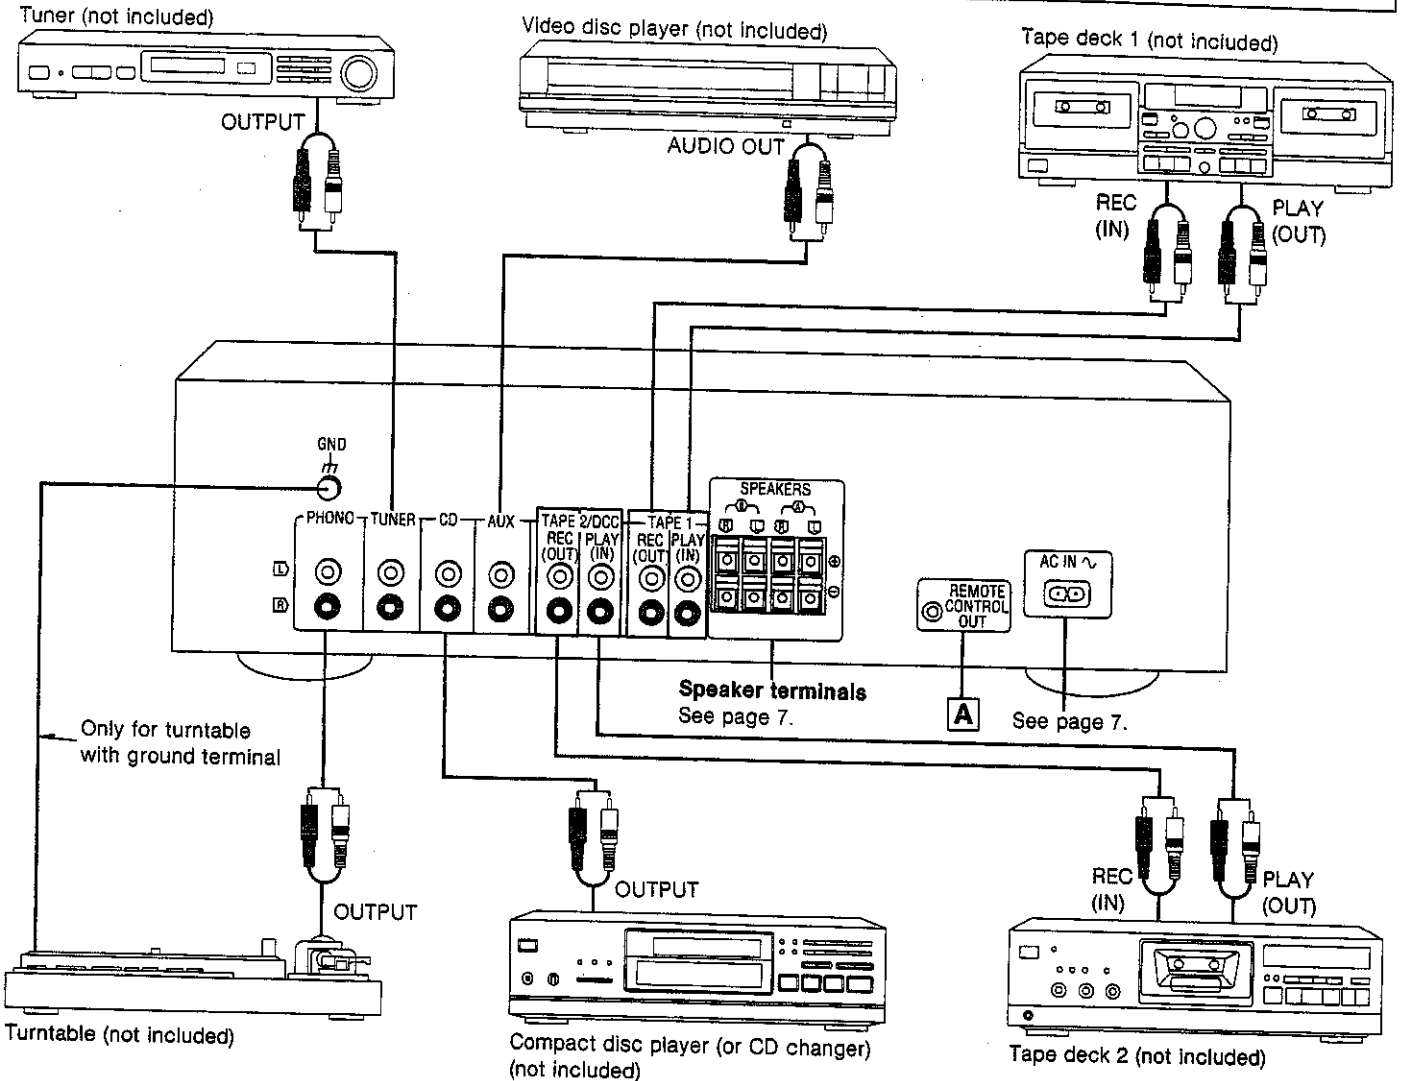 Tuner (not included)
Video disc player (not included)
Tape deck 1 (not included)
OUTPUT
AUDIO OUT
REC
(IN)
PLAY
(OUT)
GND
PHONO
TUNER
CD
AUX
TAPE 2/DCC
REC
(OUT)
PLAY
(IN)
TAPE 1
REC
(OUT)
PLAY
(IN)
SPEAKERS
B
A
R
L
R
L
L
R
⊕
⊖
REMOTE
CONTROL
OUT
AC IN ∿
Speaker terminals
See page 7.
A
See page 7.
Only for turntable
with ground terminal
OUTPUT
OUTPUT
REC
(IN)
PLAY
(OUT)
Turntable (not included)
Compact disc player (or CD changer)
(not included)
Tape deck 2 (not included)